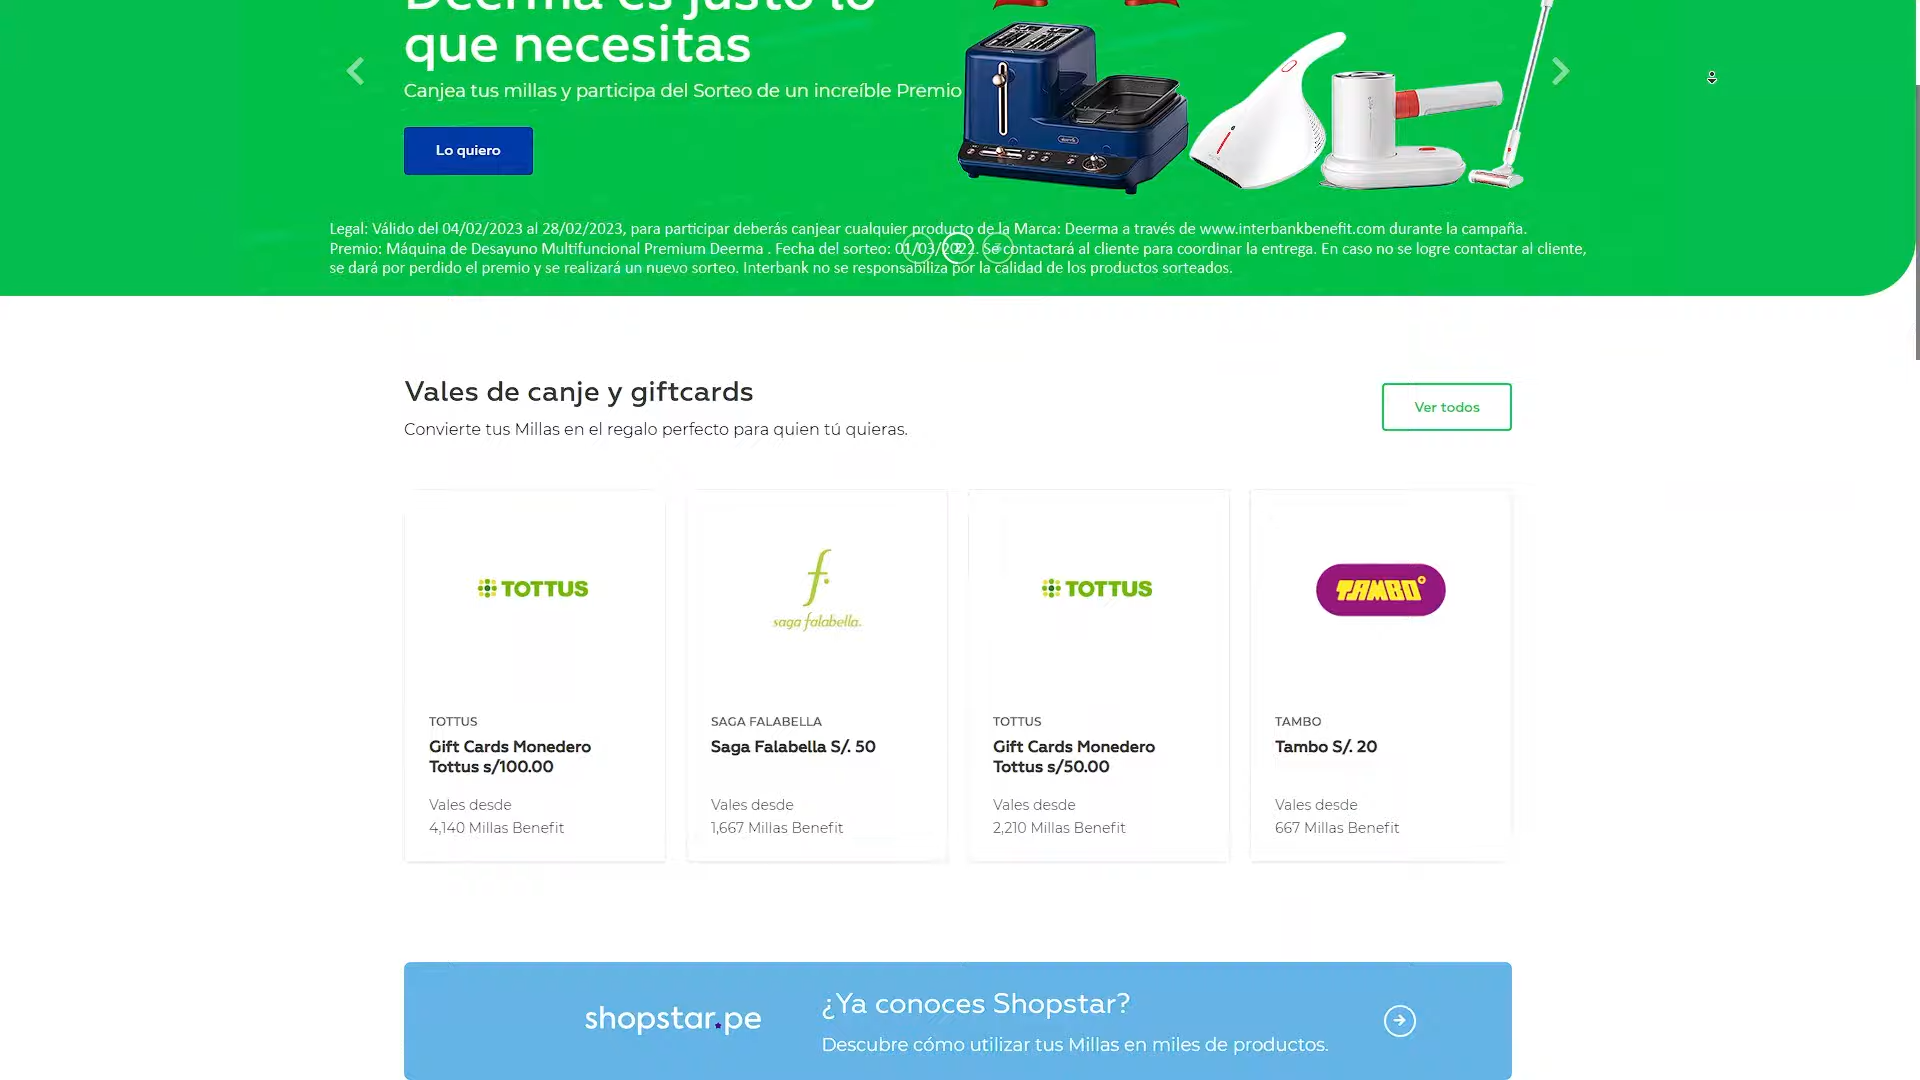 Deerma es justo lo
que necesitas
Canjea tus millas y participa del Sorteo de un increíble Premio
Lo quiero
Legal: Válido del 04/02/2023 al 28/02/2023, para participar deberás canjear cualquier producto de la Marca: Deerma a través de www.interbankbenefit.com durante la campaña.
Premio: Máquina de Desayuno Multifuncional Premium Deerma . Fecha del sorteo: 01/03/2022. Se contactará al cliente para coordinar la entrega. En caso no se logre contactar al cliente,
se dará por perdido el premio y se realizará un nuevo sorteo. Interbank no se responsabiliza por la calidad de los productos sorteados.
Vales de canje y giftcards
Ver todos
Convierte tus Millas en el regalo perfecto para quien tú quieras.
TOTTUS
saga falabella.
TOTTUS
TAMBO
TOTTUS
Gift Cards Monedero
Tottus s/100.00
Vales desde
4,140 Millas Benefit
SAGA FALABELLA
Saga Falabella S/. 50
Vales desde
1,667 Millas Benefit
TOTTUS
Gift Cards Monedero
Tottus s/50.00
Vales desde
2,210 Millas Benefit
TAMBO
Tambo S/. 20
Vales desde
667 Millas Benefit
shopstar.pe
¿Ya conoces Shopstar?
Descubre cómo utilizar tus Millas en miles de productos.